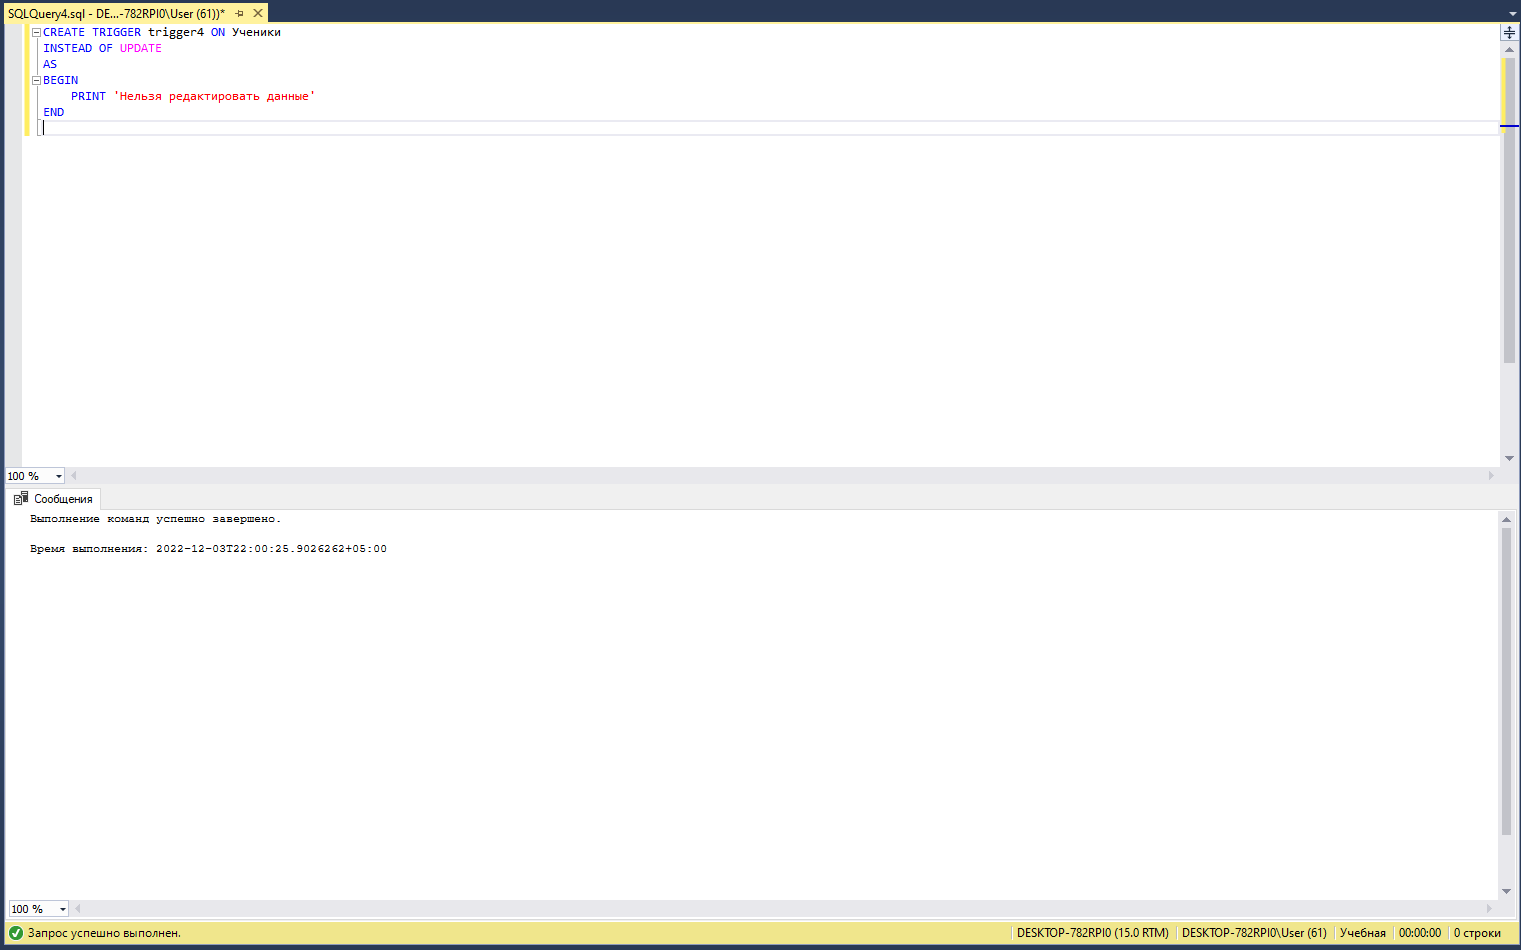 SQLQuery4.sql - DE...-782RPI0\User (61))*
CREATE TRIGGER trigger4 ON Ученики
INSTEAD OF UPDATE
AS
BEGIN
PRINT 'Нельзя редактировать данные'
END
100 %
Сообщения
Выполнение команд успешно завершено.
Время выполнения: 2022-12-03T22:00:25.9026262+05:00
100 %
Запрос успешно выполнен.
DESKTOP-782RPI0 (15.0 RTM)
DESKTOP-782RPI0\User (61)
Учебная
00:00:00
0 строки